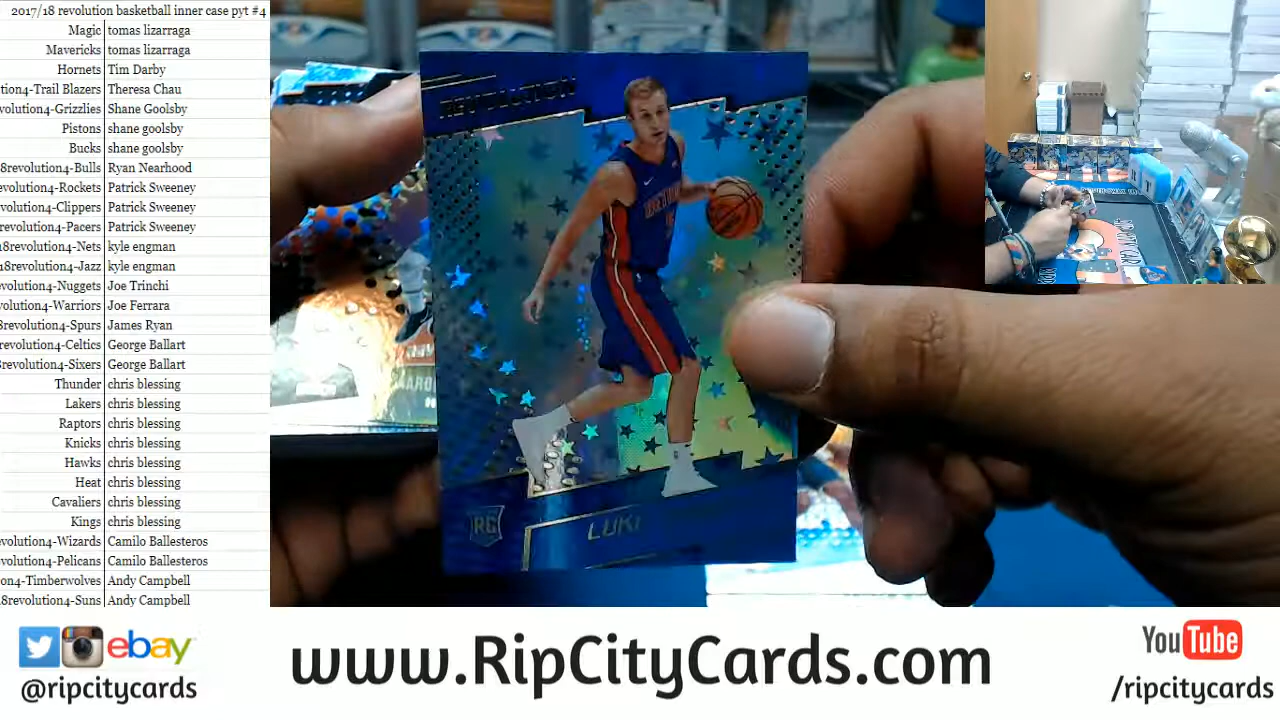 2017/18 revolution basketball inner case pyt #4
Magic tomas lizarraga
Mavericks tomas lizarraga
Hornets Tim Darby
tion4-Trail Blazers Theresa Chau
volution4-Grizzlies Shane Goolsby
Pistons shane goolsby
Bucks shane goolsby
8revolution4-Bulls Ryan Nearhood
evolution4-Rockets Patrick Sweeney
volution4-Clippers Patrick Sweeney
revolution4-Pacers Patrick Sweeney
18revolution4-Nets kyle engman
18revolution4-Jazz kyle engman
evolution4-Nuggets Joe Trinchi
volution4-Warriors Joe Ferrara
8revolution4-Spurs James Ryan
evolution4-Celtics George Ballart
8revolution4-Sixers George Ballart
Thunder chris blessing
Lakers chris blessing
Raptors chris blessing
Knicks chris blessing
Hawks chris blessing
Heat chris blessing
Cavaliers chris blessing
Kings chris blessing
evolution4-Wizards Camilo Ballesteros
volution4-Pelicans Camilo Ballesteros
on4-Timberwolves Andy Campbell
8revolution4-Suns Andy Campbell
REVOLUTION
RC
LUKE
ebay
@ripcitycards
www.RipCityCards.com
YouTube
/ripcitycards